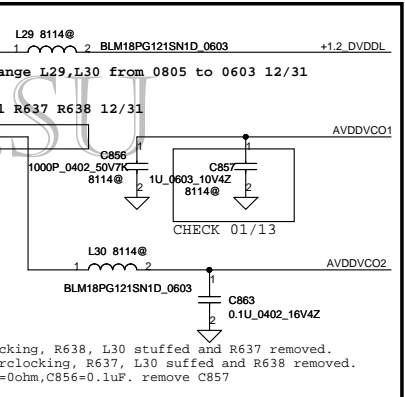 L29 8114@
1 2 BLM18PG121SN1D_0603 +1.2_DVDDL
ange L29,L30 from 0805 to 0603 12/31
l R637 R638 12/31
AVDDVCO1
1 1
C856 C857
1000P_0402_50V7K 1U_0603_10V4Z
8114@ 2 8114@ 2
CHECK 01/13
L30 8114@
1 2 AVDDVCO2
BLM18PG121SN1D_0603
1
C863
0.1U_0402_16V4Z
2
cking, R638, L30 stuffed and R637 removed.
rclocking, R637, L30 suffed and R638 removed.
=0ohm,C856=0.1uF. remove C857